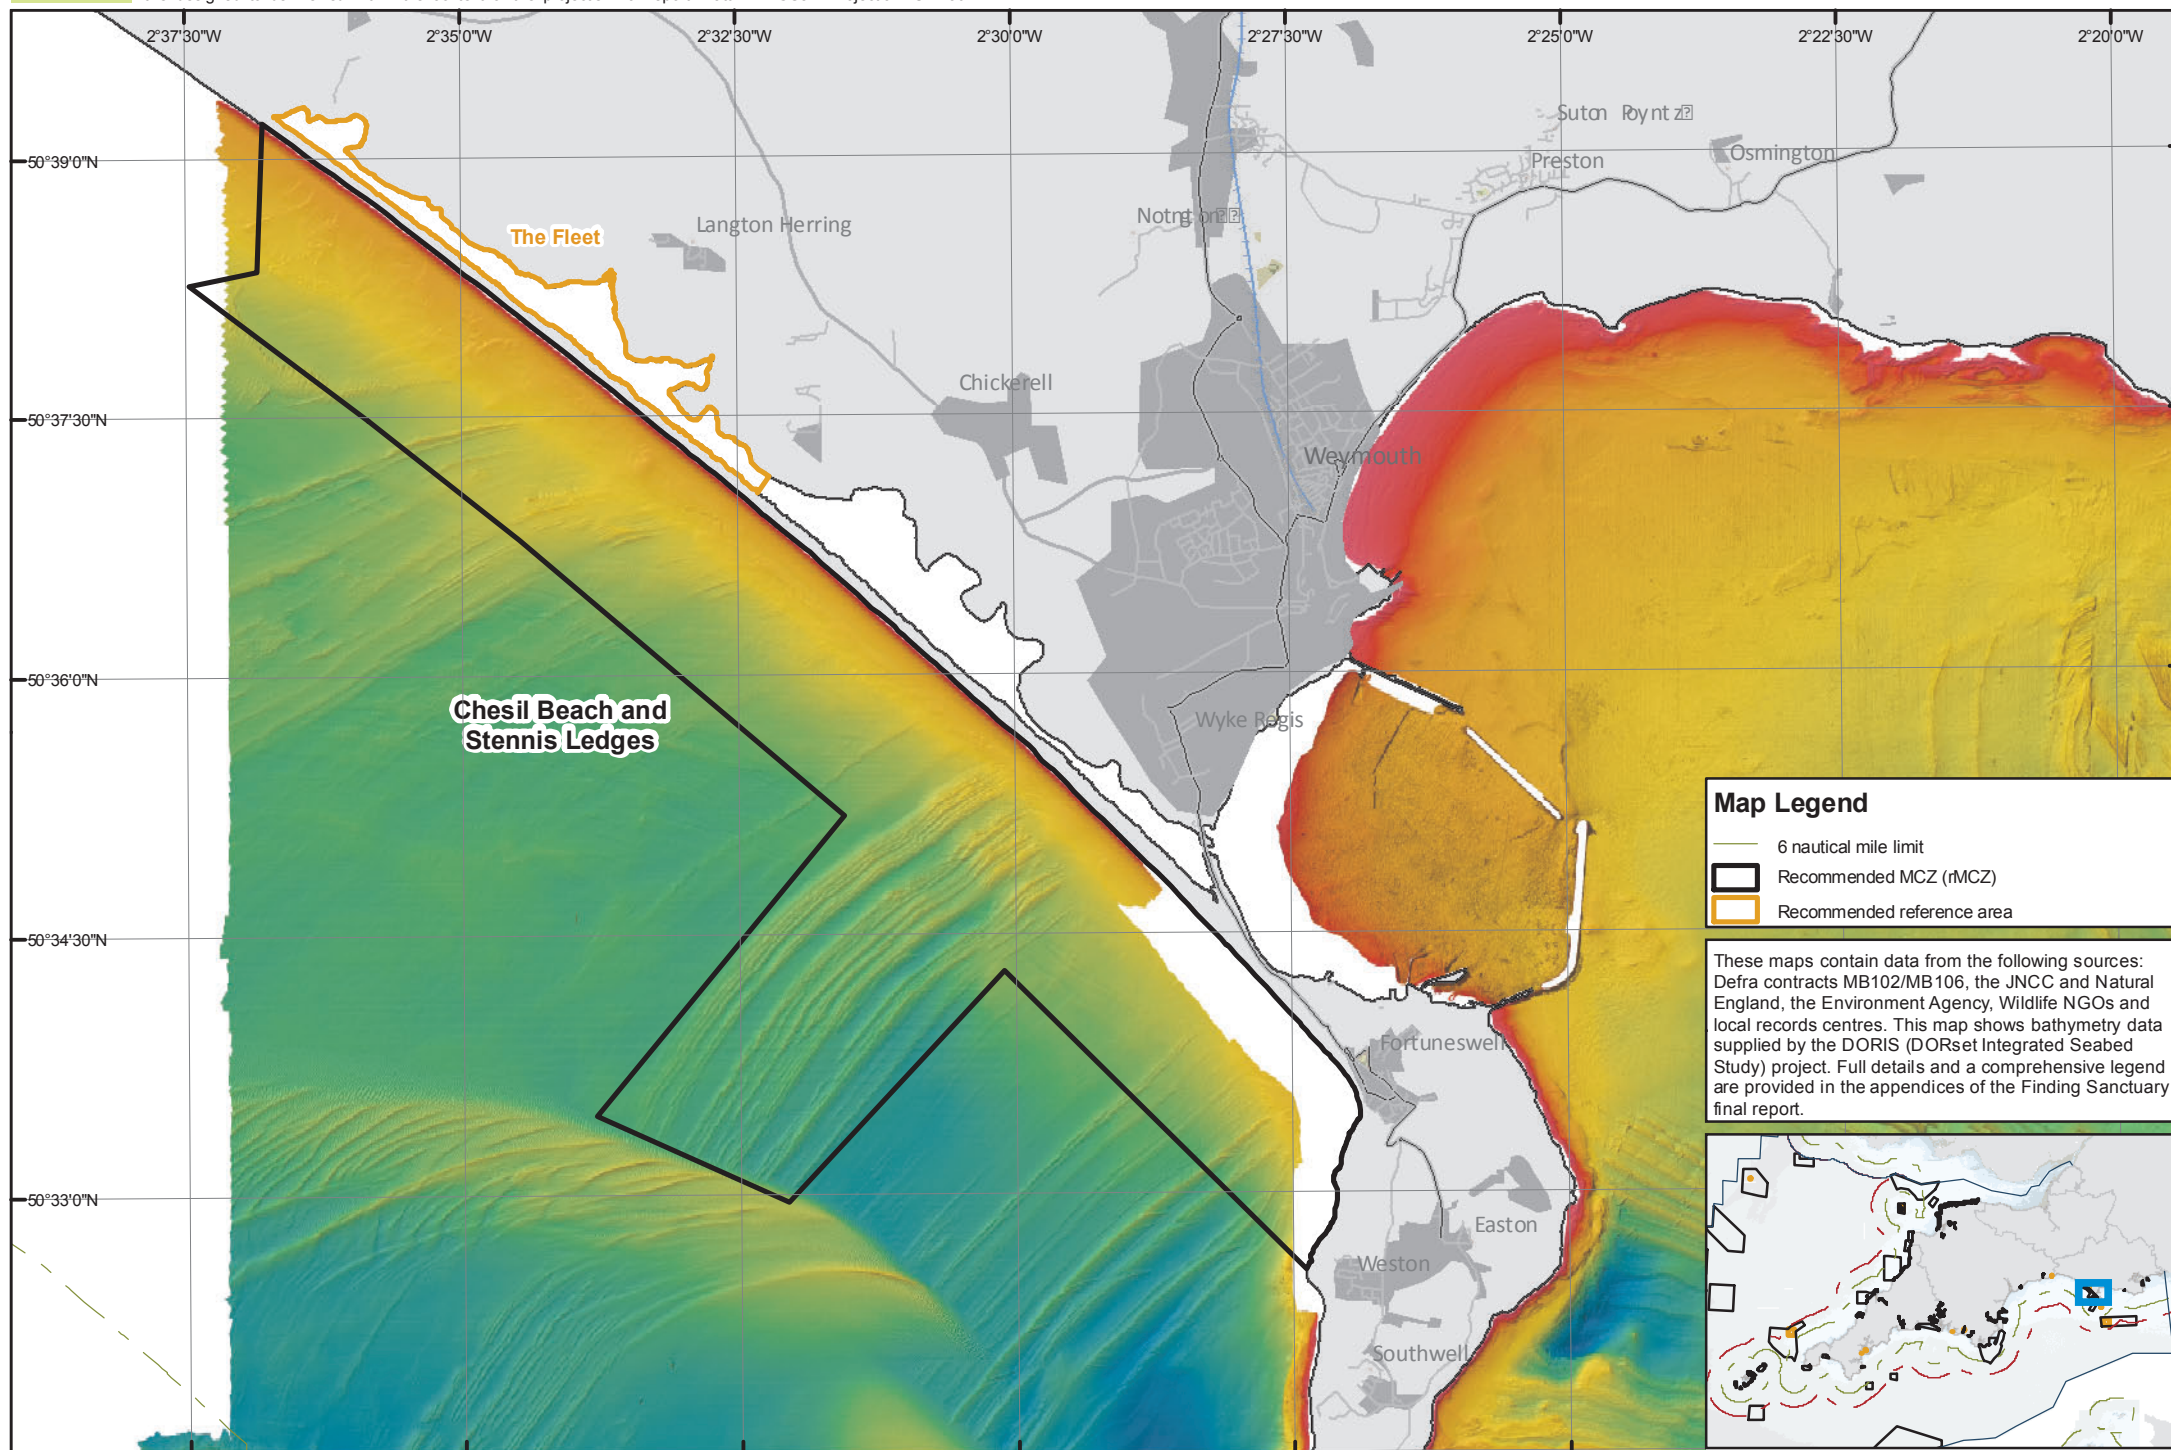 2°37'30"W
2°35'0"W
2°32'30"W
2°30'0"W
2°27'30"W
2°25'0"W
2°22'30"W
2°20'0"W
50°39'0"N
50°37'30"N
50°36'0"N
50°34'30"N
50°33'0"N
Suton Poyntz
Preston
Osmington
The Fleet
Langton Herring
Chickerell
Weymouth
Chesil Beach and
Stennis Ledges
Wyke Regis
Fortuneswell
Easton
Weston
Southwell
Map Legend
6 nautical mile limit
Recommended MCZ (rMCZ)
Recommended reference area
These maps contain data from the following sources:
Defra contracts MB102/MB106, the JNCC and Natural
England, the Environment Agency, Wildlife NGOs and
local records centres. This map shows bathymetry data
supplied by the DORIS (DORset Integrated Seabed
Study) project. Full details and a comprehensive legend
are provided in the appendices of the Finding Sanctuary
final report.